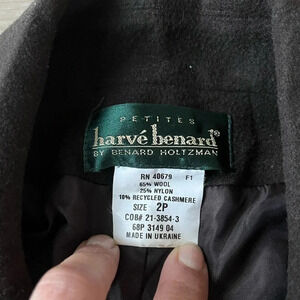 PETITES
harvé benard®
BY BENARD HOLTZMAN
RN 40679 F1
65% WOOL
25% NYLON
10% RECYCLED CASHMERE
SIZE 2P
COB# 21-3854-3
68P 3149 04
MADE IN UKRAINE